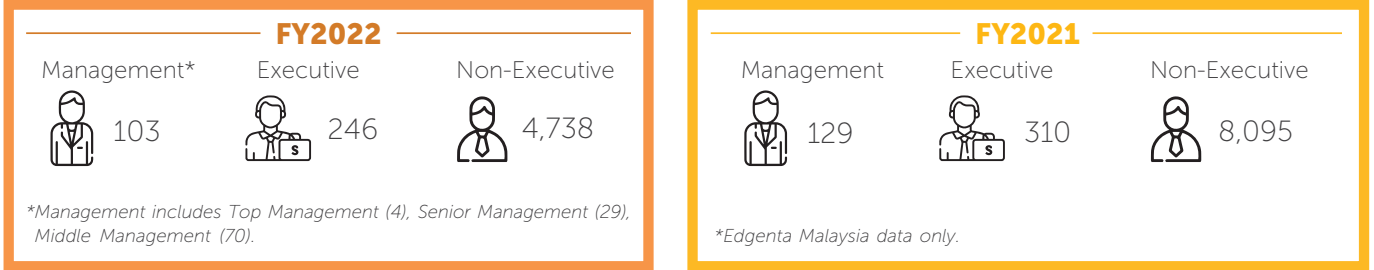 FY2022
Management* Executive Non-Executive
103 246 4,738
S
*Management includes Top Management (4), Senior Management (29),
Middle Management (70).
FY2021
Management Executive Non-Executive
129 310 8,095
S
*Edgenta Malaysia data only.